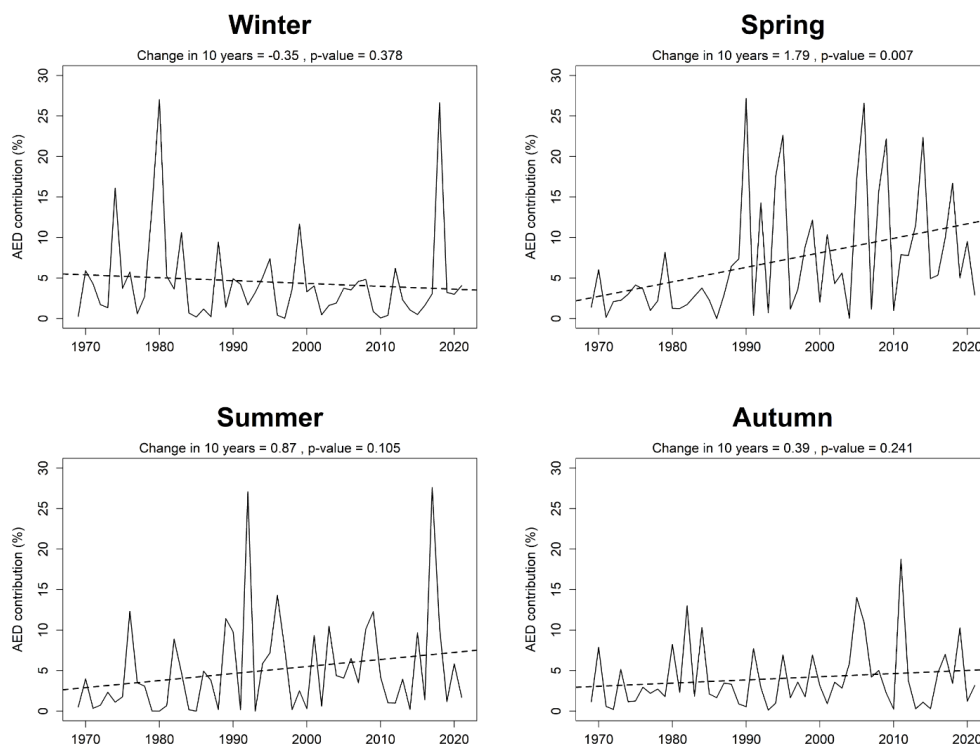 Winter
Change in 10 years = -0.35 , p-value = 0.378
AED contribution (%)
30
25
20
15
10
5
0
1970 1980 1990 2000 2010 2020
Spring
Change in 10 years = 1.79 , p-value = 0.007
AED contribution (%)
30
25
20
15
10
5
0
1970 1980 1990 2000 2010 2020
Summer
Change in 10 years = 0.87 , p-value = 0.105
AED contribution (%)
30
25
20
15
10
5
0
1970 1980 1990 2000 2010 2020
Autumn
Change in 10 years = 0.39 , p-value = 0.241
AED contribution (%)
30
25
20
15
10
5
0
1970 1980 1990 2000 2010 2020